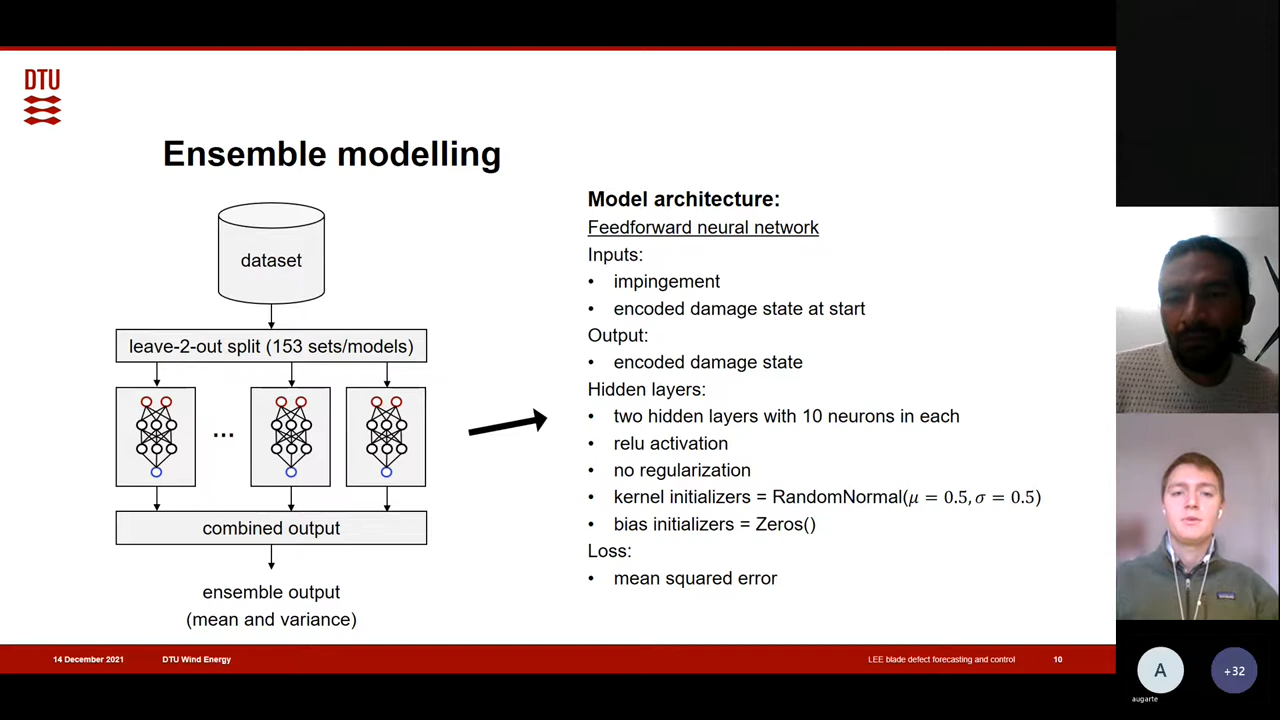 DTU
Ensemble modelling
dataset
leave-2-out split (153 sets/models)
...
combined output
ensemble output
(mean and variance)
Model architecture:
Feedforward neural network
Inputs:
• impingement
• encoded damage state at start
Output:
• encoded damage state
Hidden layers:
• two hidden layers with 10 neurons in each
• relu activation
• no regularization
• kernel initializers = RandomNormal(μ = 0.5, σ = 0.5)
• bias initializers = Zeros()
Loss:
• mean squared error
14 December 2021 DTU Wind Energy LEE blade defect forecasting and control 10
A
+32
augarte